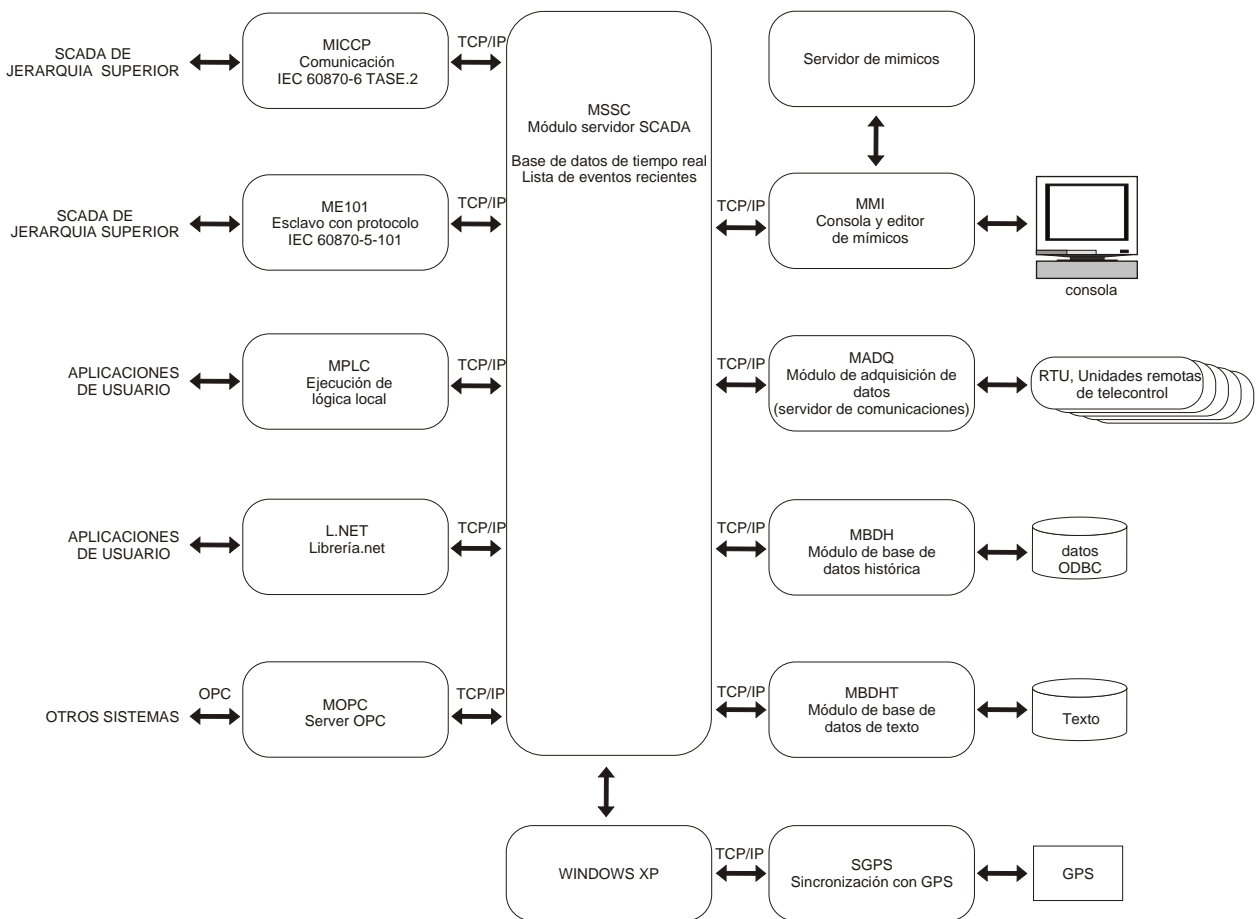 SCADA DE
JERARQUIA SUPERIOR
MICCP
Comunicación
IEC 60870-6 TASE.2
TCP/IP
SCADA DE
JERARQUIA SUPERIOR
ME101
Esclavo con protocolo
IEC 60870-5-101
TCP/IP
APLICACIONES
DE USUARIO
MPLC
Ejecución de
lógica local
TCP/IP
APLICACIONES
DE USUARIO
L.NET
Librería.net
TCP/IP
OTROS SISTEMAS
OPC
MOPC
Server OPC
TCP/IP
MSSC
Módulo servidor SCADA
Base de datos de tiempo real
Lista de eventos recientes
Servidor de mimicos
TCP/IP
MMI
Consola y editor
de mímicos
consola
TCP/IP
MADQ
Módulo de adquisición de
datos
(servidor de comunicaciones)
RTU, Unidades remotas
de telecontrol
TCP/IP
MBDH
Módulo de base de
datos histórica
datos
ODBC
TCP/IP
MBDHT
Módulo de base de
datos de texto
Texto
WINDOWS XP
TCP/IP
SGPS
Sincronización con GPS
GPS